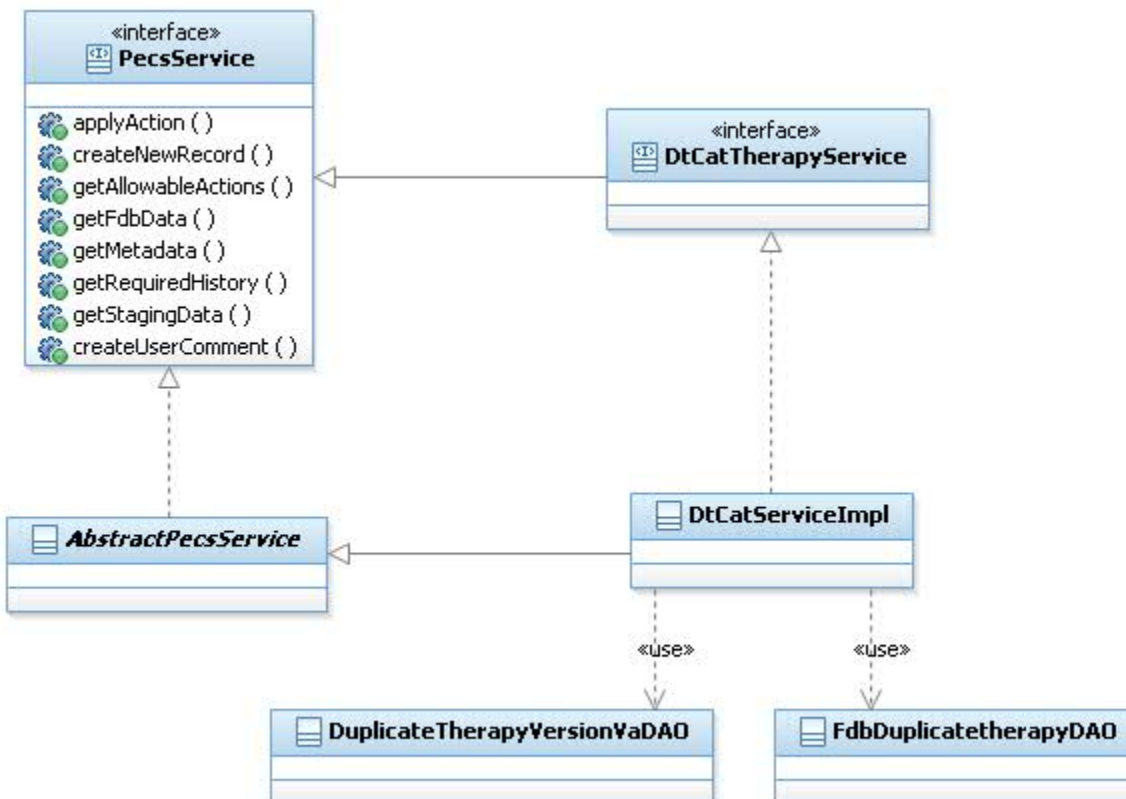 «interface»
PecsService
applyAction ( )
createNewRecord ( )
getAllowableActions ( )
getFdbData ( )
getMetadata ( )
getRequiredHistory ( )
getStagingData ( )
createUserComment ( )
«interface»
DtCatTherapyService
AbstractPecsService
DtCatServiceImpl
«use»
«use»
DuplicateTherapyVersionVaDAO
FdbDuplicatetherapyDAO